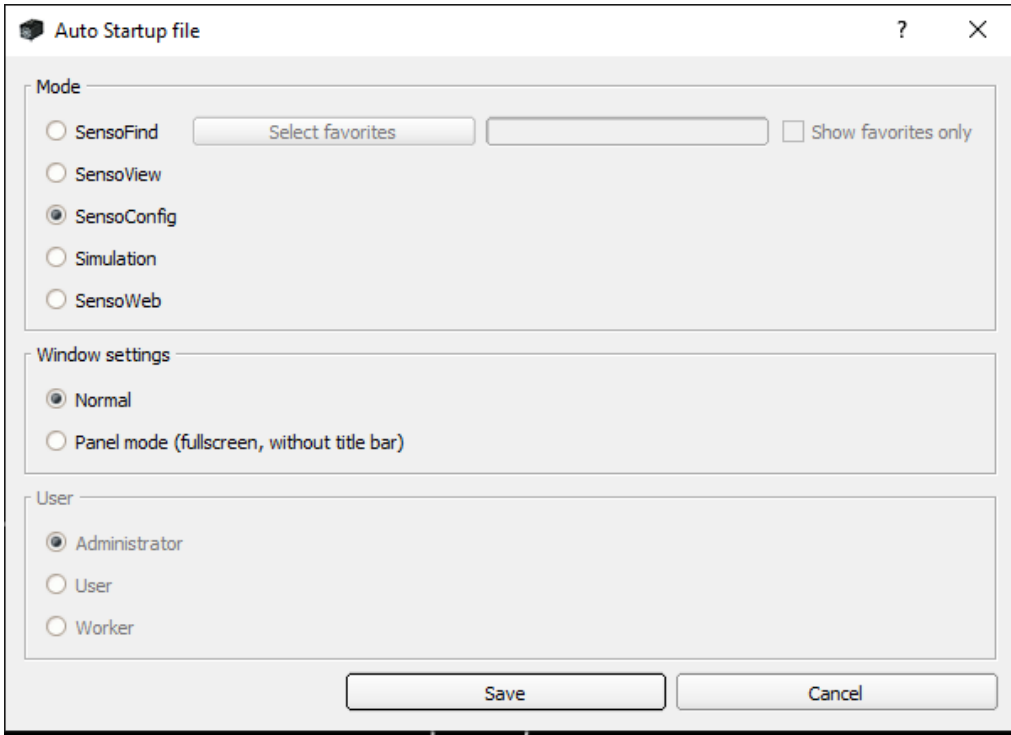 Auto Startup file ?
Mode
SensoFind Select favorites Show favorites only
SensoView
SensoConfig
Simulation
SensoWeb
Window settings
Normal
Panel mode (fullscreen, without title bar)
User
Administrator
User
Worker
Save Cancel